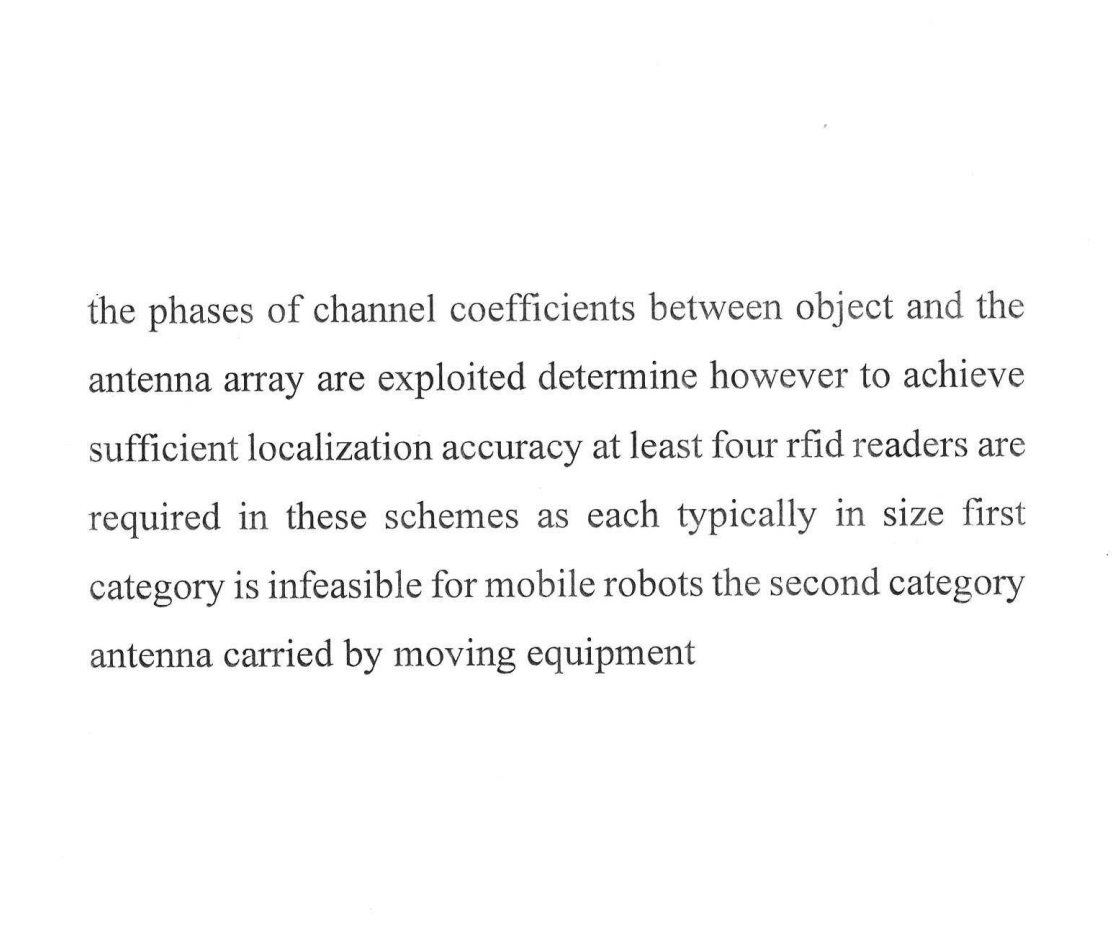 the phases of channel coefficients between object and the
antenna array are exploited determine however to achieve
sufficient localization accuracy at least four rfid readers are
required in these schemes as each typically in size first
category is infeasible for mobile robots the second category
antenna carried by moving equipment